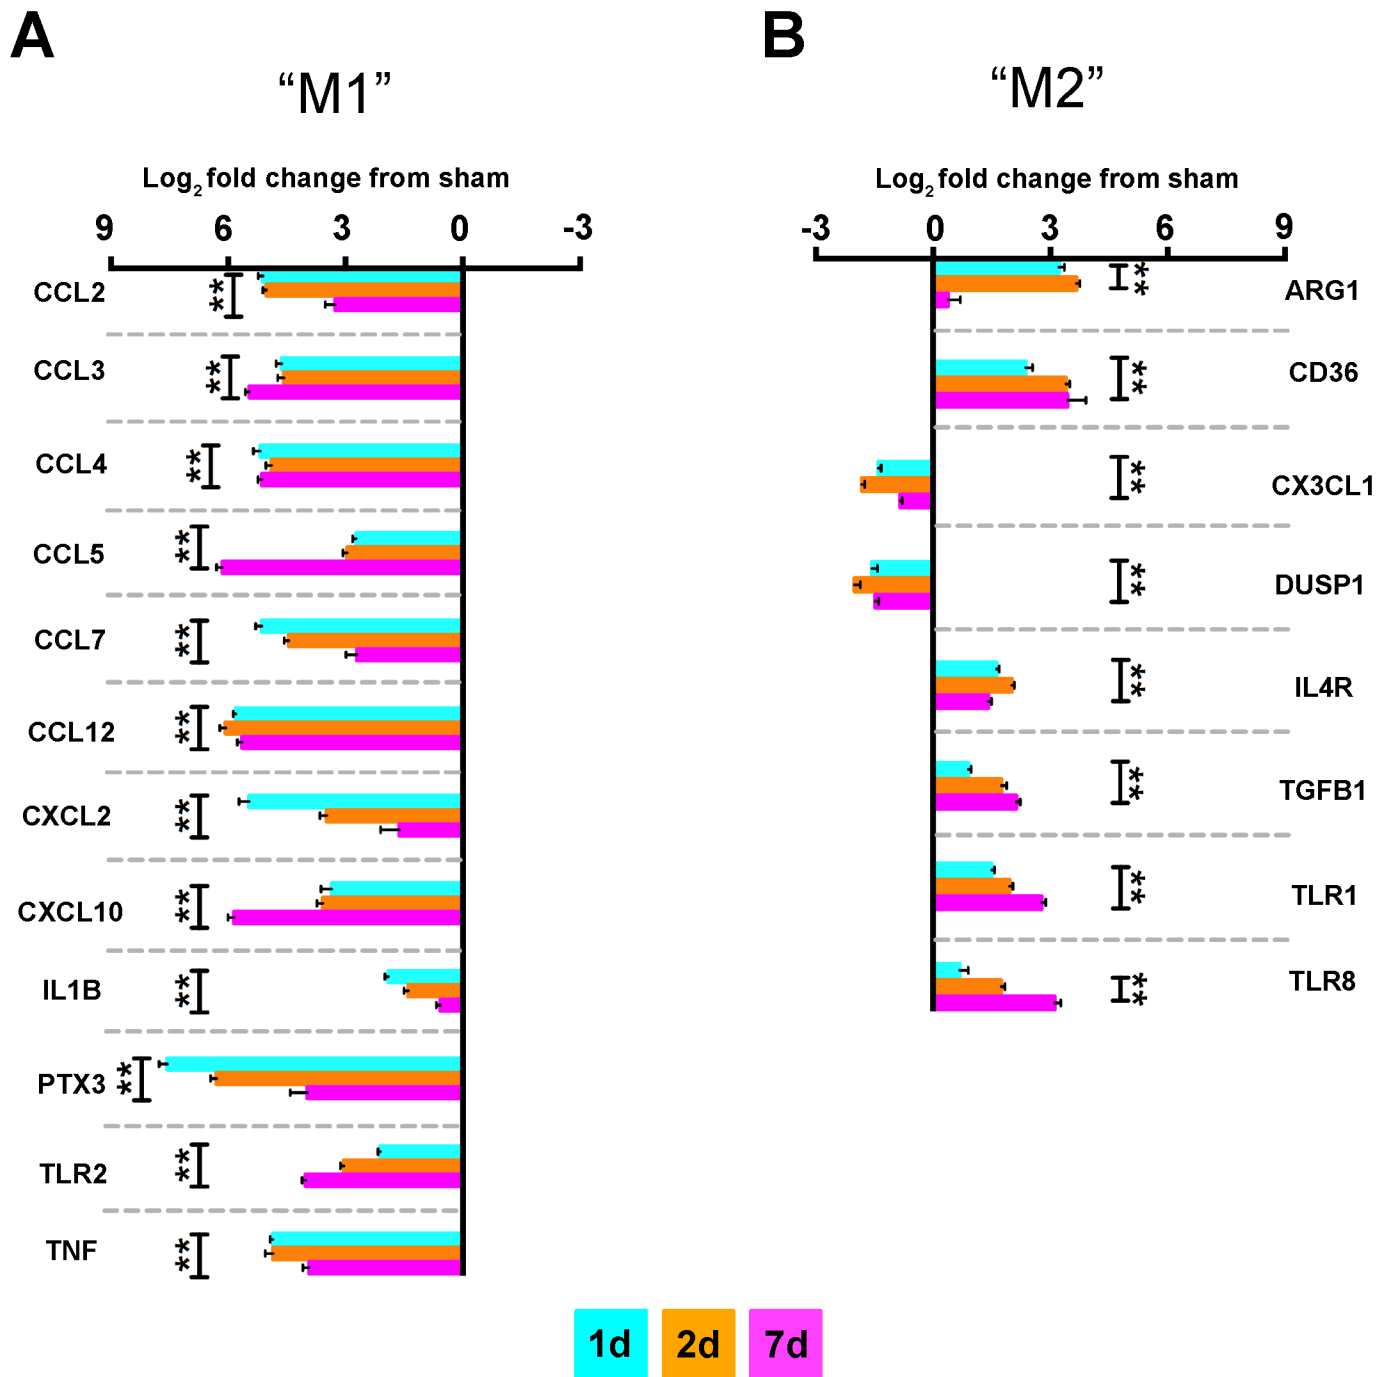 A
“M1”
Log2 fold change from sham
9 6 3 0 -3
CCL2 **
CCL3 **
CCL4 **
CCL5 **
CCL7 **
CCL12 **
CXCL2 **
CXCL10 **
IL1B **
PTX3 **
TLR2 **
TNF **
B
“M2”
Log2 fold change from sham
-3 0 3 6 9
** ARG1
** CD36
** CX3CL1
** DUSP1
** IL4R
** TGFB1
** TLR1
** TLR8
1d 2d 7d